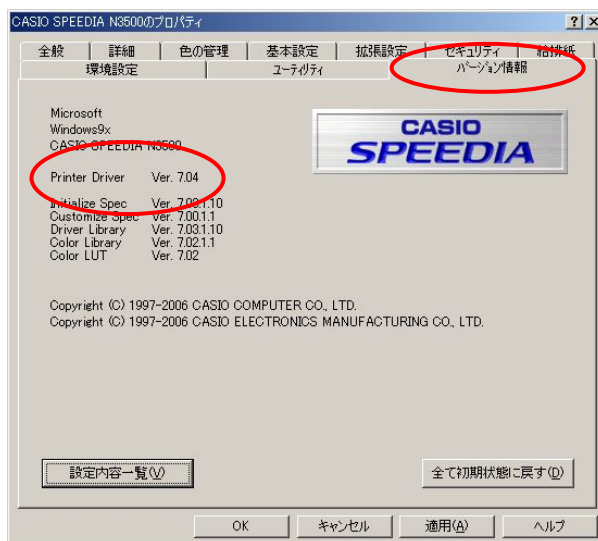 CASIO SPEEDIA N3500のプロパティ
全般 詳細 色の管理 基本設定 拡張設定 セキュリティ 給排紙
環境設定 ユーティリティ バージョン情報
Microsoft
Windows9x
CASIO SPEEDIA N3500
CASIO
SPEEDIA
Printer Driver Ver. 7.04
Initialize Spec Ver. 7.03.1.10
Customize Spec Ver. 7.00.1.1
Driver Library Ver. 7.03.1.10
Color Library Ver. 7.02.1.1
Color LUT Ver. 7.02
Copyright (C) 1997-2006 CASIO COMPUTER CO., LTD.
Copyright (C) 1997-2006 CASIO ELECTRONICS MANUFACTURING CO., LTD.
設定内容一覧(V) 全て初期状態に戻す(D)
OK キャンセル 適用(A) ヘルプ